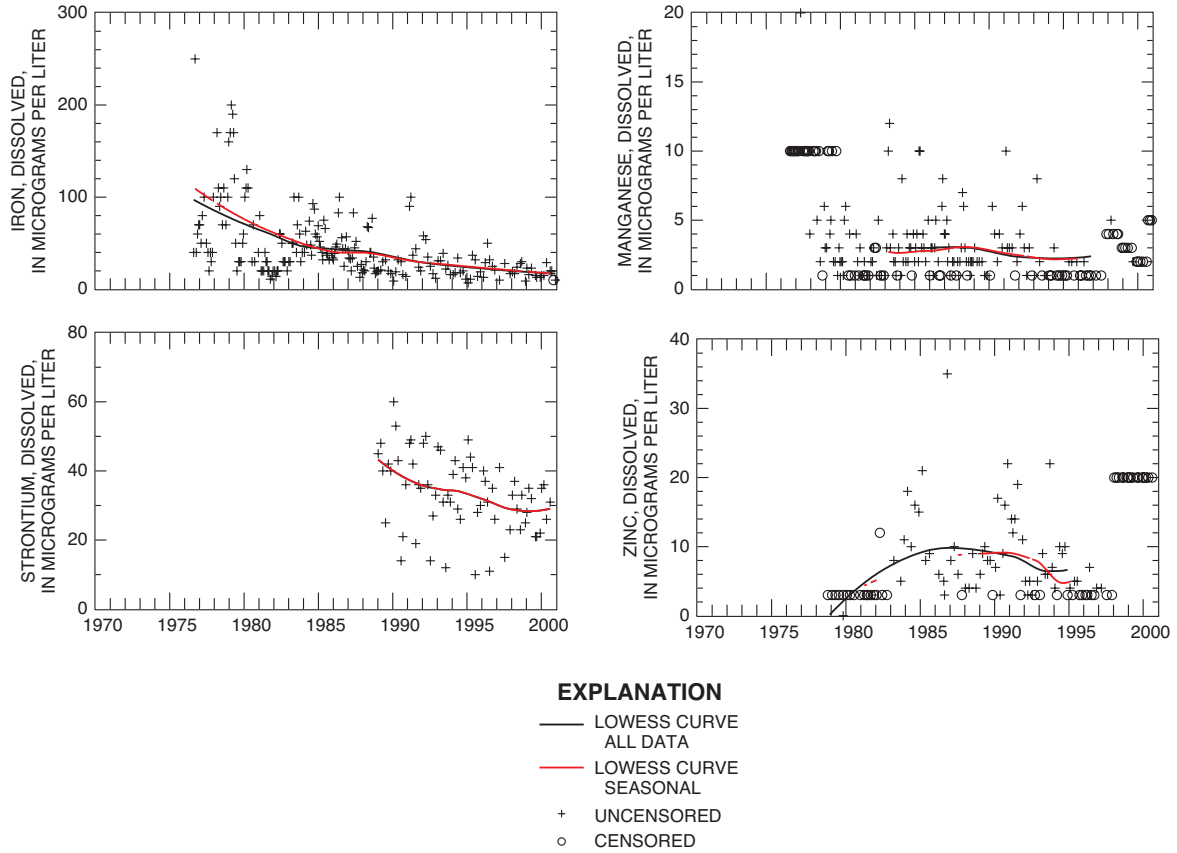 IRON, DISSOLVED,
IN MICROGRAMS PER LITER
300
200
100
0
MANGANESE, DISSOLVED,
IN MICROGRAMS PER LITER
20
15
10
5
0
STRONTIUM, DISSOLVED,
IN MICROGRAMS PER LITER
80
60
40
20
0
1970 1975 1980 1985 1990 1995 2000
ZINC, DISSOLVED,
IN MICROGRAMS PER LITER
40
30
20
10
0
1970 1975 1980 1985 1990 1995 2000
EXPLANATION
LOWESS CURVE
ALL DATA
LOWESS CURVE
SEASONAL
UNCENSORED
CENSORED